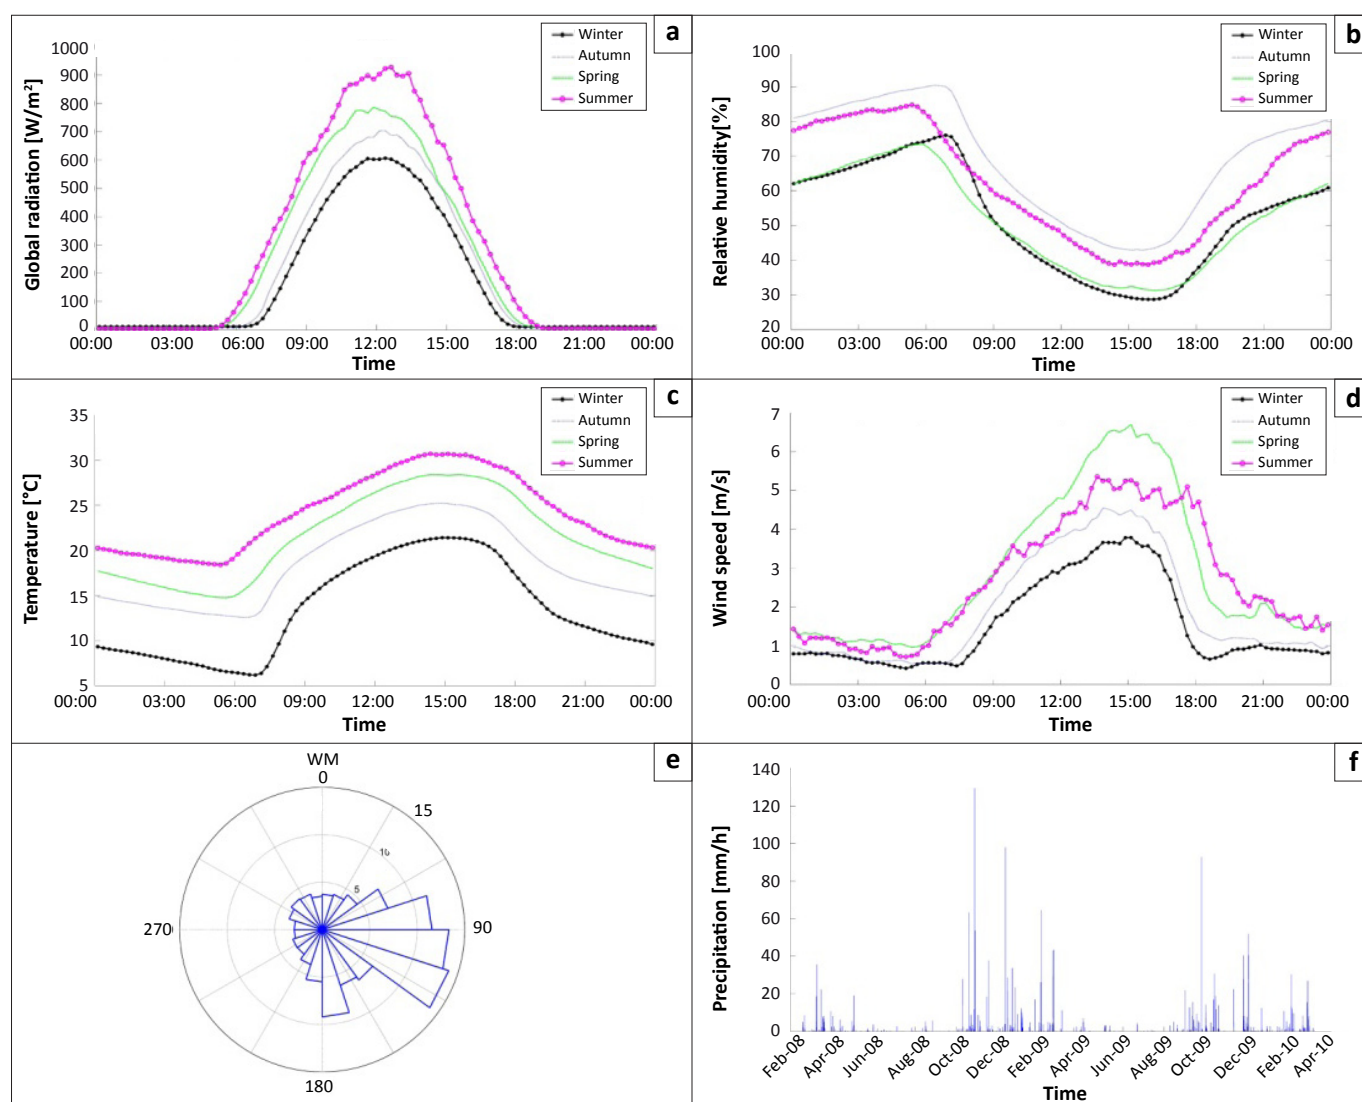 a
Winter
Autumn
Spring
Summer
Global radiation [W/m²]
1000
900
800
700
600
500
400
300
200
100
0
00:00 03:00 06:00 09:00 12:00 15:00 18:00 21:00 00:00
Time
b
Winter
Autumn
Spring
Summer
Relative humidity[%]
100
90
80
70
60
50
40
30
20
00:00 03:00 06:00 09:00 12:00 15:00 18:00 21:00 00:00
Time
c
Winter
Autumn
Spring
Summer
Temperature [°C]
35
30
25
20
15
10
5
00:00 03:00 06:00 09:00 12:00 15:00 18:00 21:00 00:00
Time
d
Winter
Autumn
Spring
Summer
Wind speed [m/s]
7
6
5
4
3
2
1
0
00:00 03:00 06:00 09:00 12:00 15:00 18:00 21:00 00:00
Time
e
WM
0
15
10
5
270
90
180
f
Precipitation [mm/h]
140
120
100
80
60
40
20
0
Feb-08 Apr-08 Jun-08 Aug-08 Oct-08 Dec-08 Feb-09 Apr-09 Jun-09 Aug-09 Oct-09 Dec-09 Feb-10 Apr-10
Time